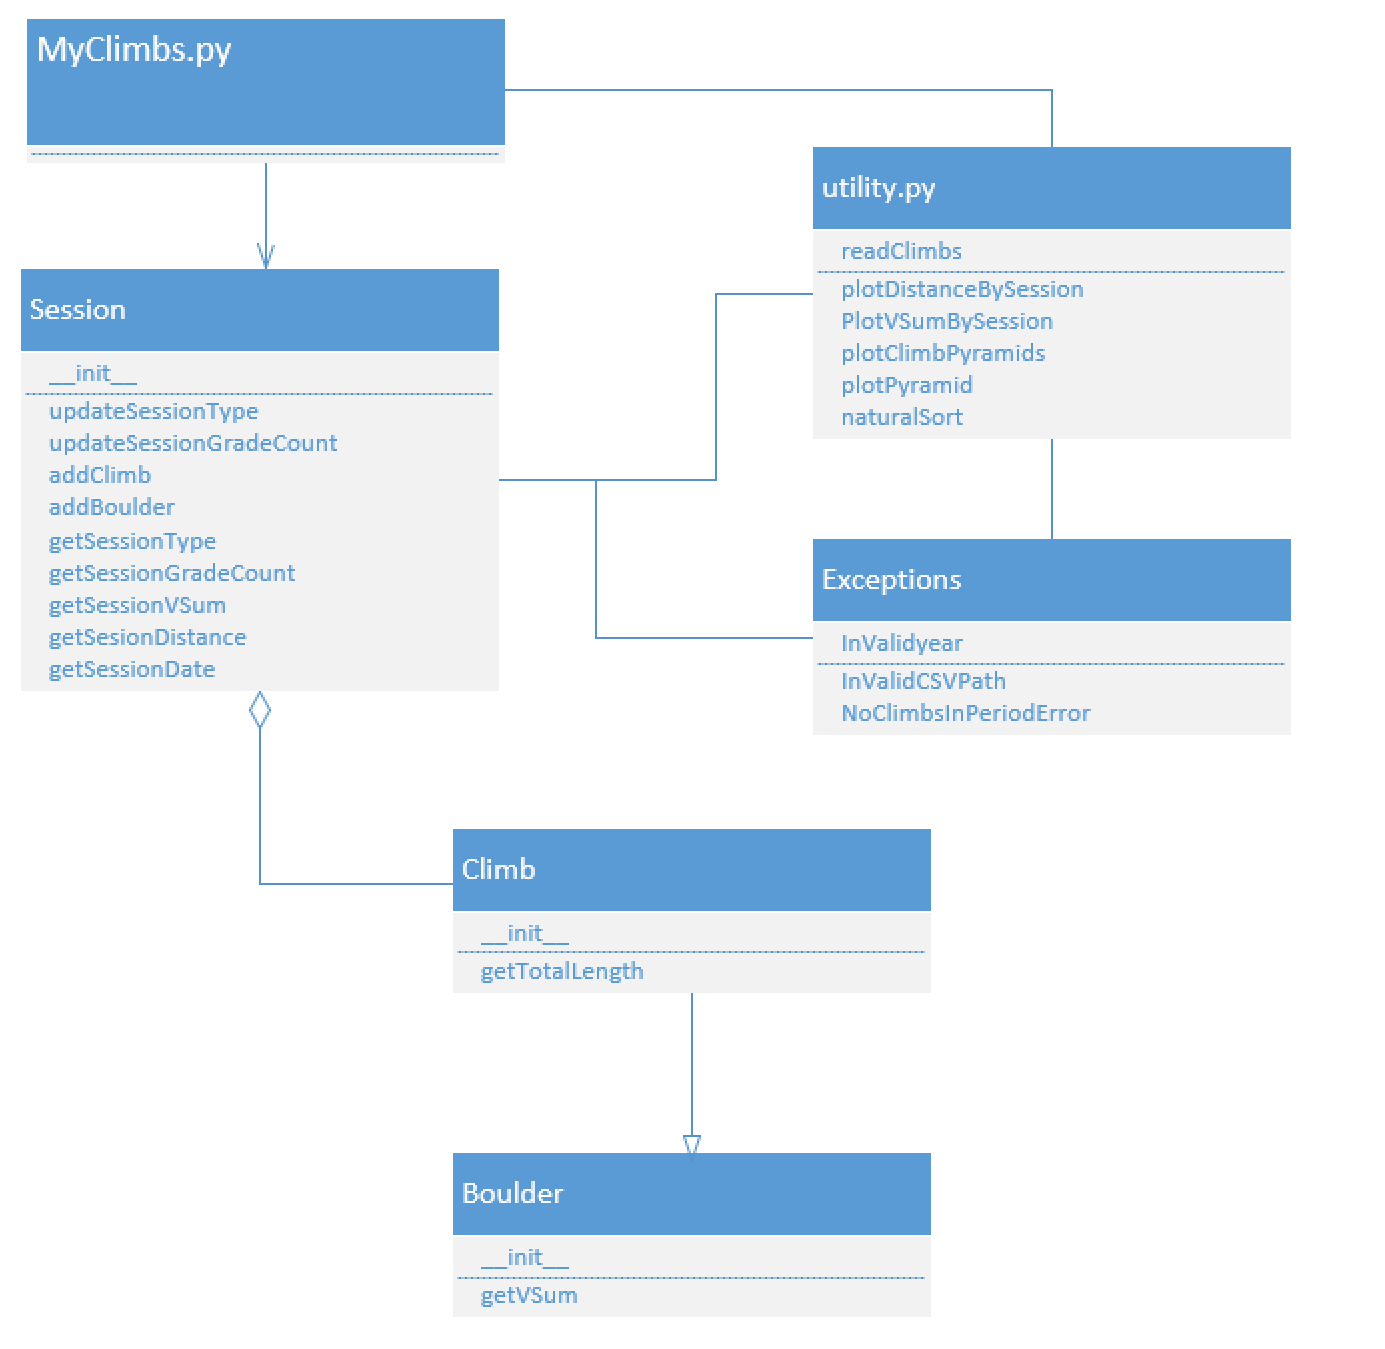 MyClimbs.py
utility.py
readClimbs
plotDistanceBySession
PlotVSumBySession
plotClimbPyramids
plotPyramid
naturalSort
Session
__init__
updateSessionType
updateSessionGradeCount
addClimb
addBoulder
getSessionType
getSessionGradeCount
getSessionVSum
getSesionDistance
getSessionDate
Exceptions
InValidyear
InValidCSVPath
NoClimbsInPeriodError
Climb
__init__
getTotalLength
Boulder
__init__
getVSum